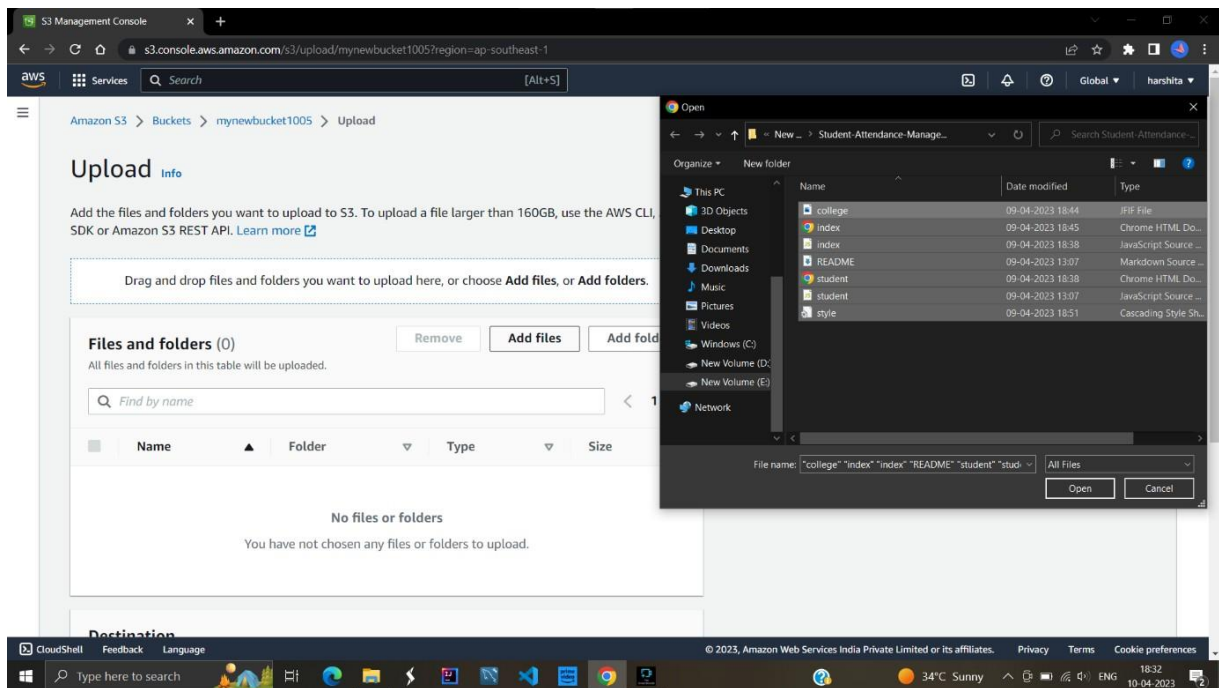 S3 Management Console
s3.console.aws.amazon.com/s3/upload/mynewbucket1005?region=ap-southeast-1
aws Services Search [Alt+S] Global harshita
Amazon S3 > Buckets > mynewbucket1005 > Upload
Upload Info
Add the files and folders you want to upload to S3. To upload a file larger than 160GB, use the AWS CLI,
SDK or Amazon S3 REST API. Learn more
Drag and drop files and folders you want to upload here, or choose Add files, or Add folders.
Files and folders (0)
Remove Add files Add fold
All files and folders in this table will be uploaded.
Find by name
1
Name Folder Type Size
No files or folders
You have not chosen any files or folders to upload.
Destination
Open
« New ... > Student-Attendance-Manage... Search Student-Attendance-...
Organize New folder
This PC
3D Objects
Desktop
Documents
Downloads
Music
Pictures
Videos
Windows (C:)
New Volume (D:
New Volume (E:)
Network
Name Date modified Type
college 09-04-2023 18:44 JFIF File
index 09-04-2023 18:45 Chrome HTML Do...
index 09-04-2023 18:38 JavaScript Source ...
README 09-04-2023 13:07 Markdown Source ...
student 09-04-2023 18:38 Chrome HTML Do...
student 09-04-2023 13:07 JavaScript Source ...
style 09-04-2023 18:51 Cascading Style Sh...
File name: "college" "index" "index" "README" "student" "stude All Files
Open Cancel
CloudShell Feedback Language © 2023, Amazon Web Services India Private Limited or its affiliates. Privacy Terms Cookie preferences
Type here to search 34°C Sunny ENG 18:32
10-04-2023
2